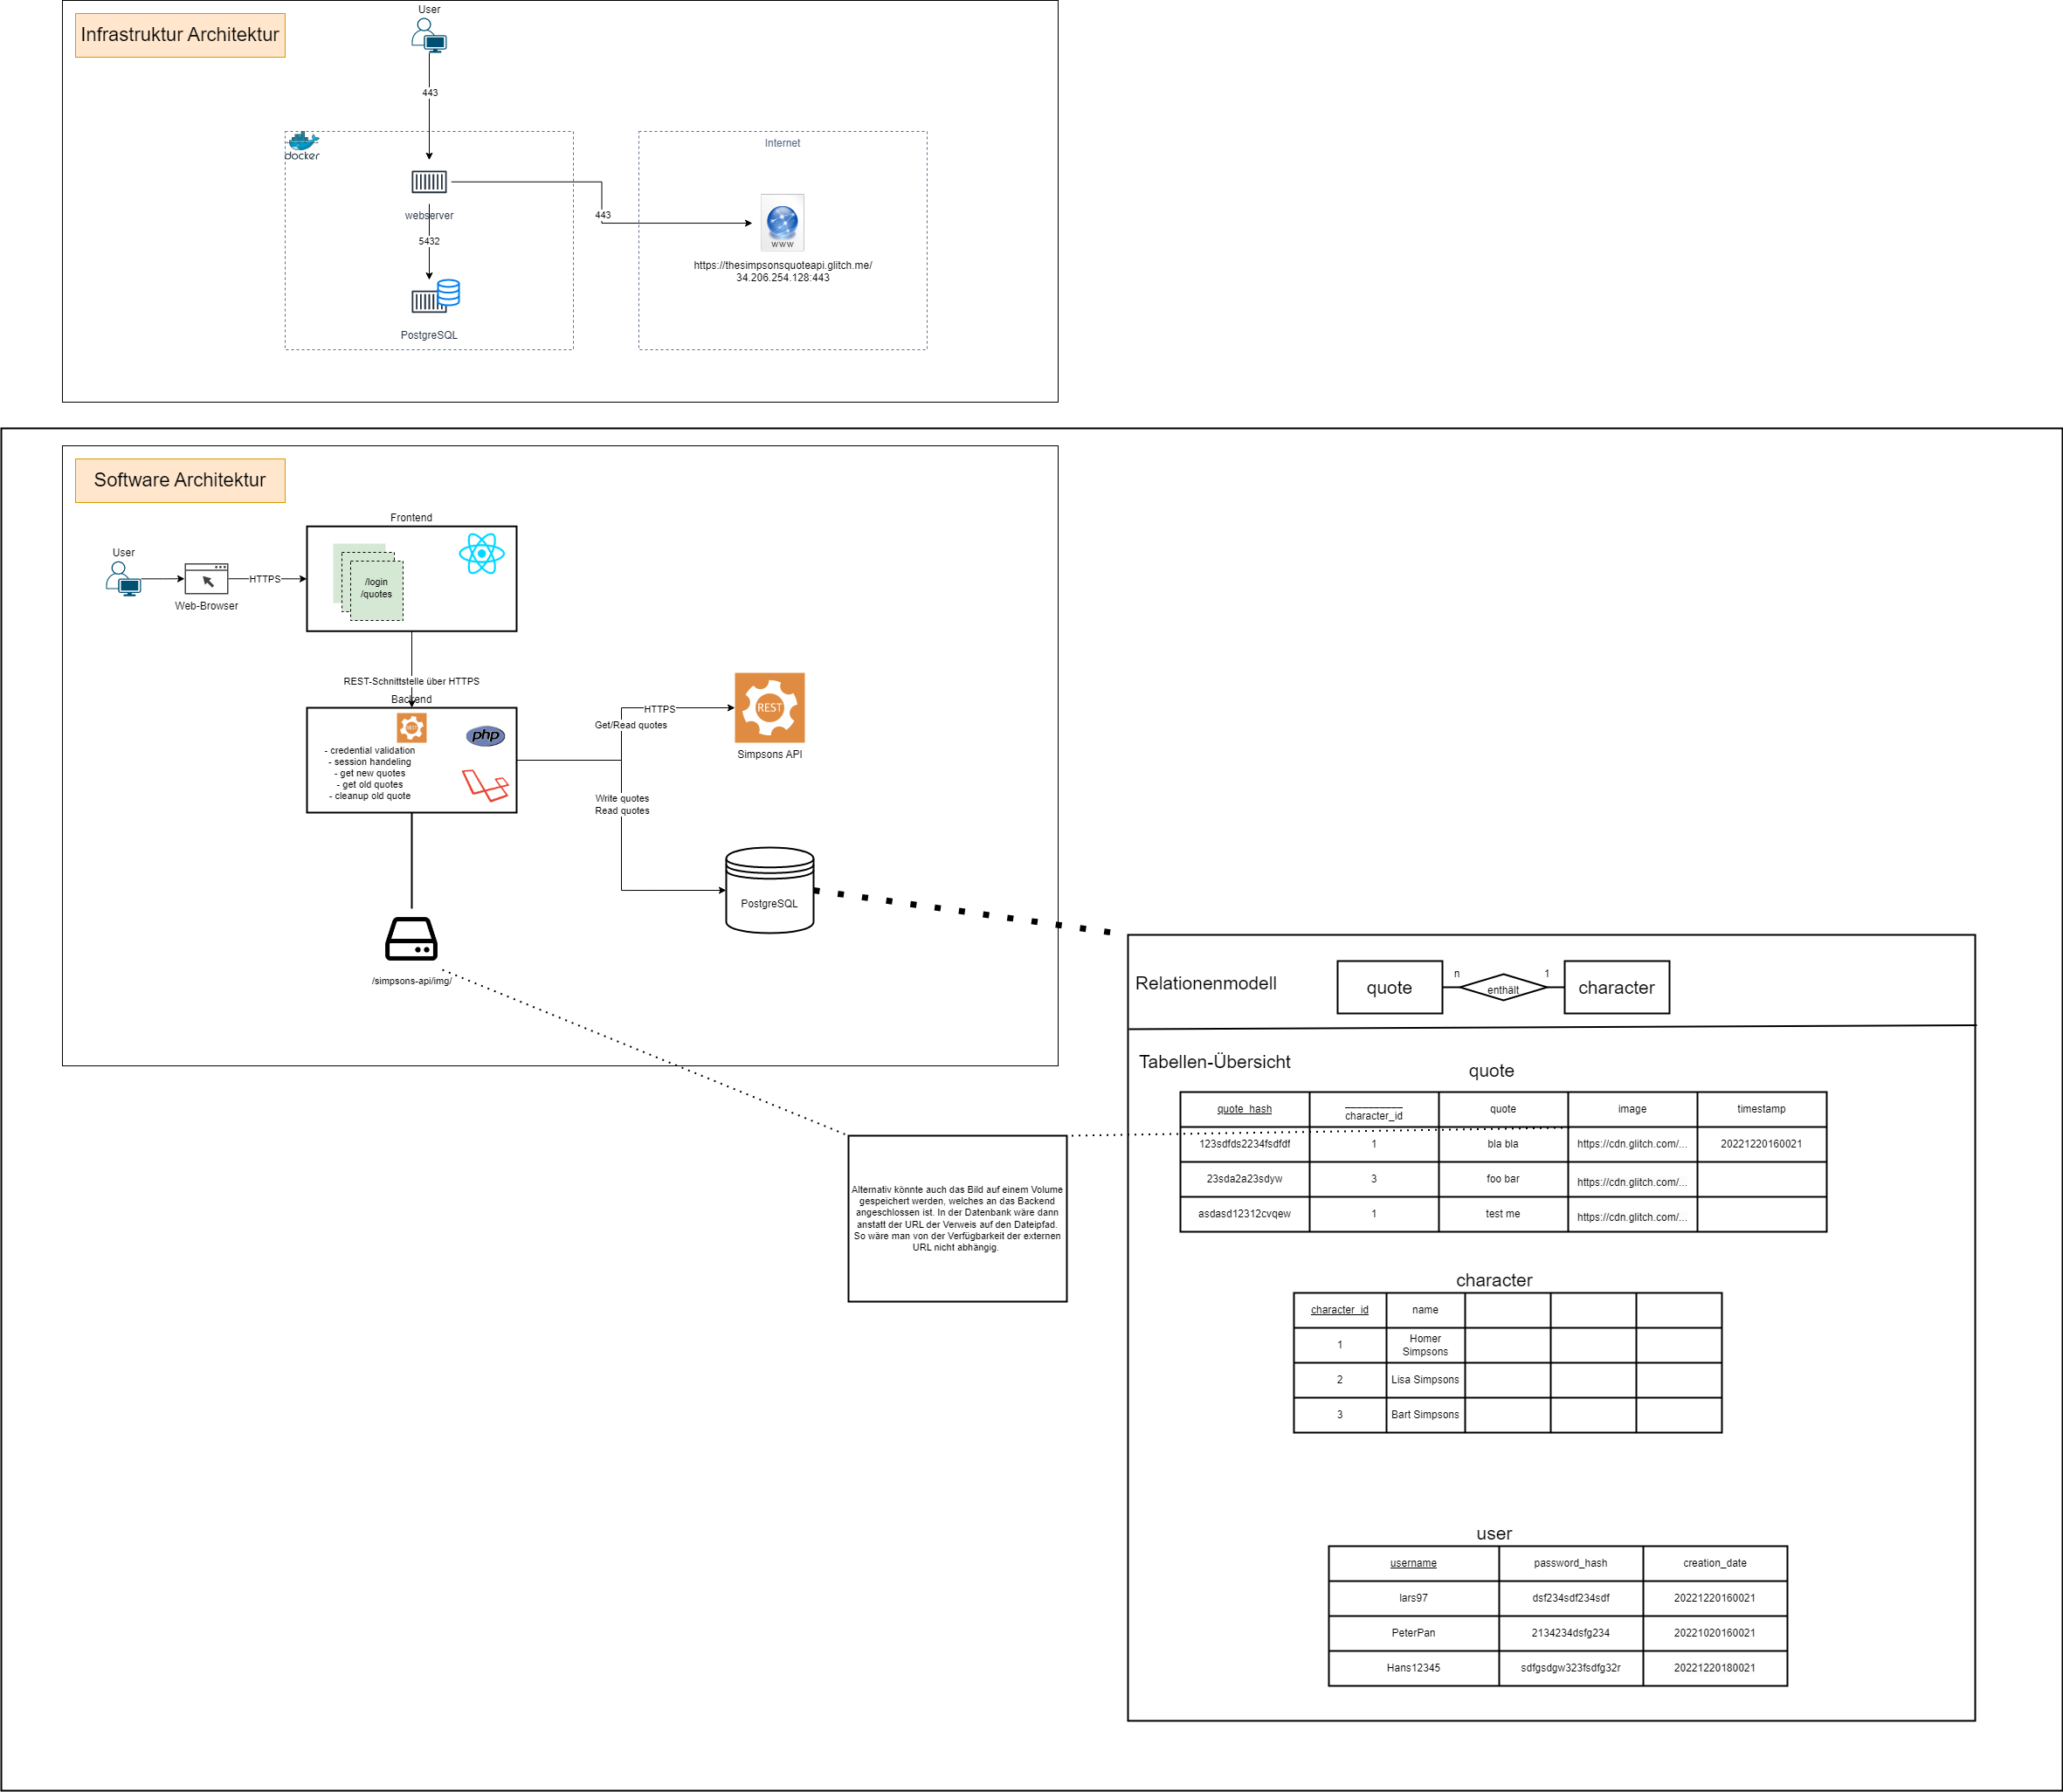 Infrastruktur Architektur
User
443
docker
webserver
5432
PostgreSQL
443
Internet
WWW
https://thesimpsonsquoteapi.glitch.me/
34.206.254.128:443
Software Architektur
User
Web-Browser
HTTPS
Frontend
/login
/quotes
REST-Schnittstelle über HTTPS
Backend
REST
php
- credential validation
- session handeling
- get new quotes
- get old quotes
- cleanup old quote
HTTPS
Get/Read quotes
REST
Simpsons API
Write quotes
Read quotes
PostgreSQL
/simpsons-api/img/
Alternativ könnte auch das Bild auf einem Volume
gespeichert werden, welches an das Backend
angeschlossen ist. In der Datenbank wäre dann
anstatt der URL der Verweis auf den Dateipfad.
So wäre man von der Verfügbarkeit der externen
URL nicht abhängig.
Relationenmodell
quote
n
enthält
1
character
Tabellen-Übersicht
quote
quote_hash character_id quote image timestamp
123sdfds2234fsdfdf 1 bla bla https://cdn.glitch.com/... 20221220160021
23sda2a23sdyw 3 foo bar https://cdn.glitch.com/...
asdasd12312cvqew 1 test me https://cdn.glitch.com/...
character
character_id name
1 Homer
Simpsons
2 Lisa Simpsons
3 Bart Simpsons
user
username password_hash creation_date
lars97 dsf234sdf234sdf 20221220160021
PeterPan 2134234dsfg234 20221020160021
Hans12345 sdfgsdgw323fsdfg32r 20221220180021